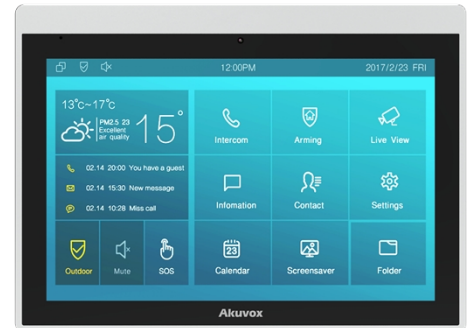 12:00PM
2017/2/23 FRI
13°c~17°c
PM2.5 23
Excellent
air quality
15°
02.14 20:00 You have a guest
02.14 15:30 New message
02.14 10:28 Miss call
Intercom
Arming
Live View
Infomation
Contact
Settings
Outdoor
Mute
SOS
23
Calendar
Screensaver
Folder
Akuvox